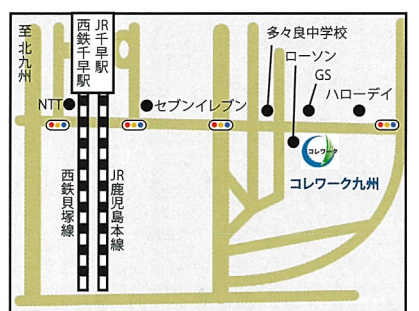 至北九州
西鉄千早駅
JR千早駅
多々良中学校
ローソン
GS
ハローデイ
NTT
セブンイレブン
コレワーク
コレワーク九州
西鉄貝塚線
JR鹿児島本線